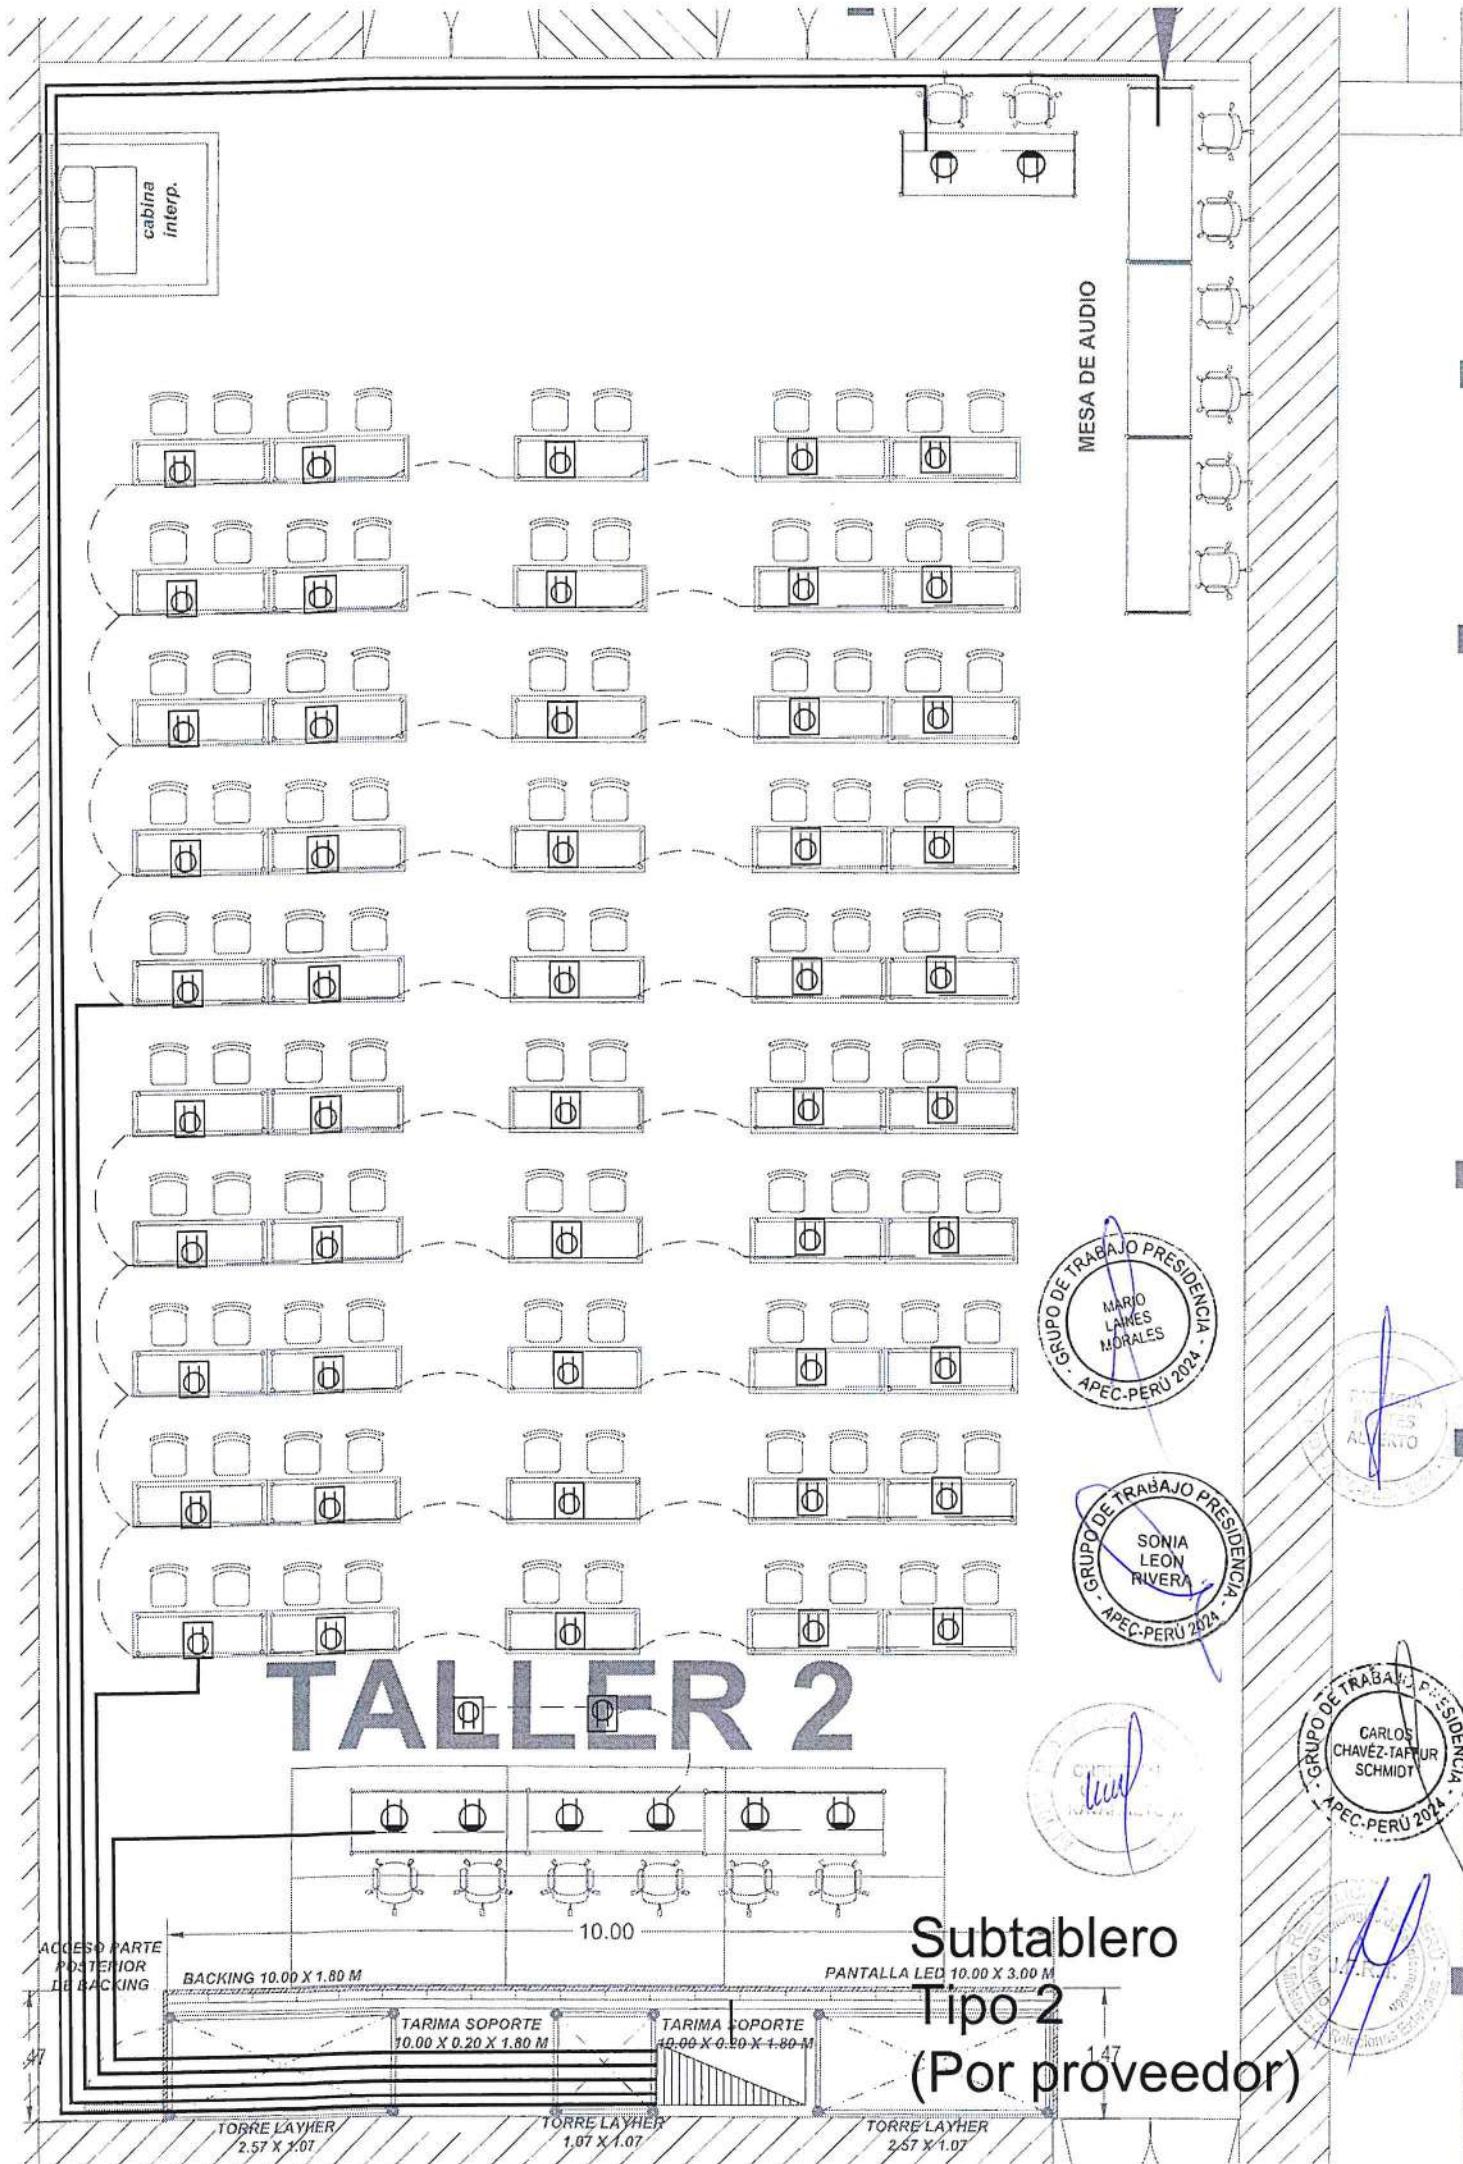 cabina
interp.
MESA DE AUDIO
GRUPO DE TRABAJO PRESIDENCIA
MARIO
LAINES
MORALES
APEC-PERÚ 2024
ALBERTO
GRUPO DE TRABAJO PRESIDENCIA
SONIA
LEON
RIVERA
APEC-PERÚ 2024
TALLER 2
GRUPO DE TRABAJO PRESIDENCIA
CARLOS
CHAVÉZ-TAFFUR
SCHMIDT
APEC-PERÚ 2024
10.00
ACCESO PARTE
POSTERIOR
DE BACKING
BACKING 10.00 X 1.80 M
PANTALLA LED 10.00 X 3.00 M
Subtablero
Tipo 2
(Por proveedor)
TARIMA SOPORTE
10.00 X 0.20 X 1.80 M
TARIMA SOPORTE
10.00 X 0.20 X 1.80 M
1.47
TORRE LAYHER
2.57 X 1.07
TORRE LAYHER
1.07 X 1.07
TORRE LAYHER
2.57 X 1.07